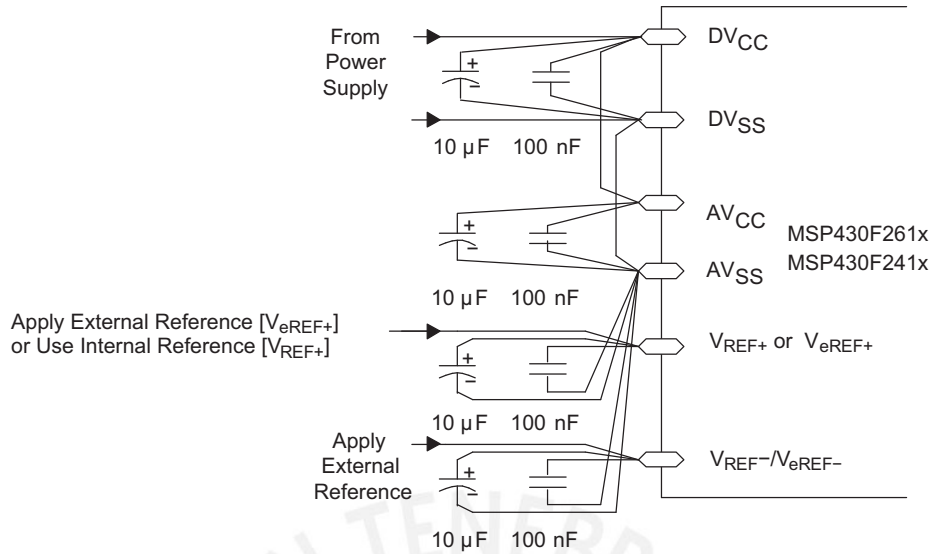 From
Power
Supply
DVCC
+
−
10 µF 100 nF
DVSS
AVCC
+
−
MSP430F261x
MSP430F241x
AVSS
10 µF 100 nF
Apply External Reference [VeREF+]
or Use Internal Reference [VREF+]
VREF+ or VeREF+
+
−
10 µF 100 nF
Apply
External
Reference
VREF−/VeREF−
+
−
10 µF 100 nF